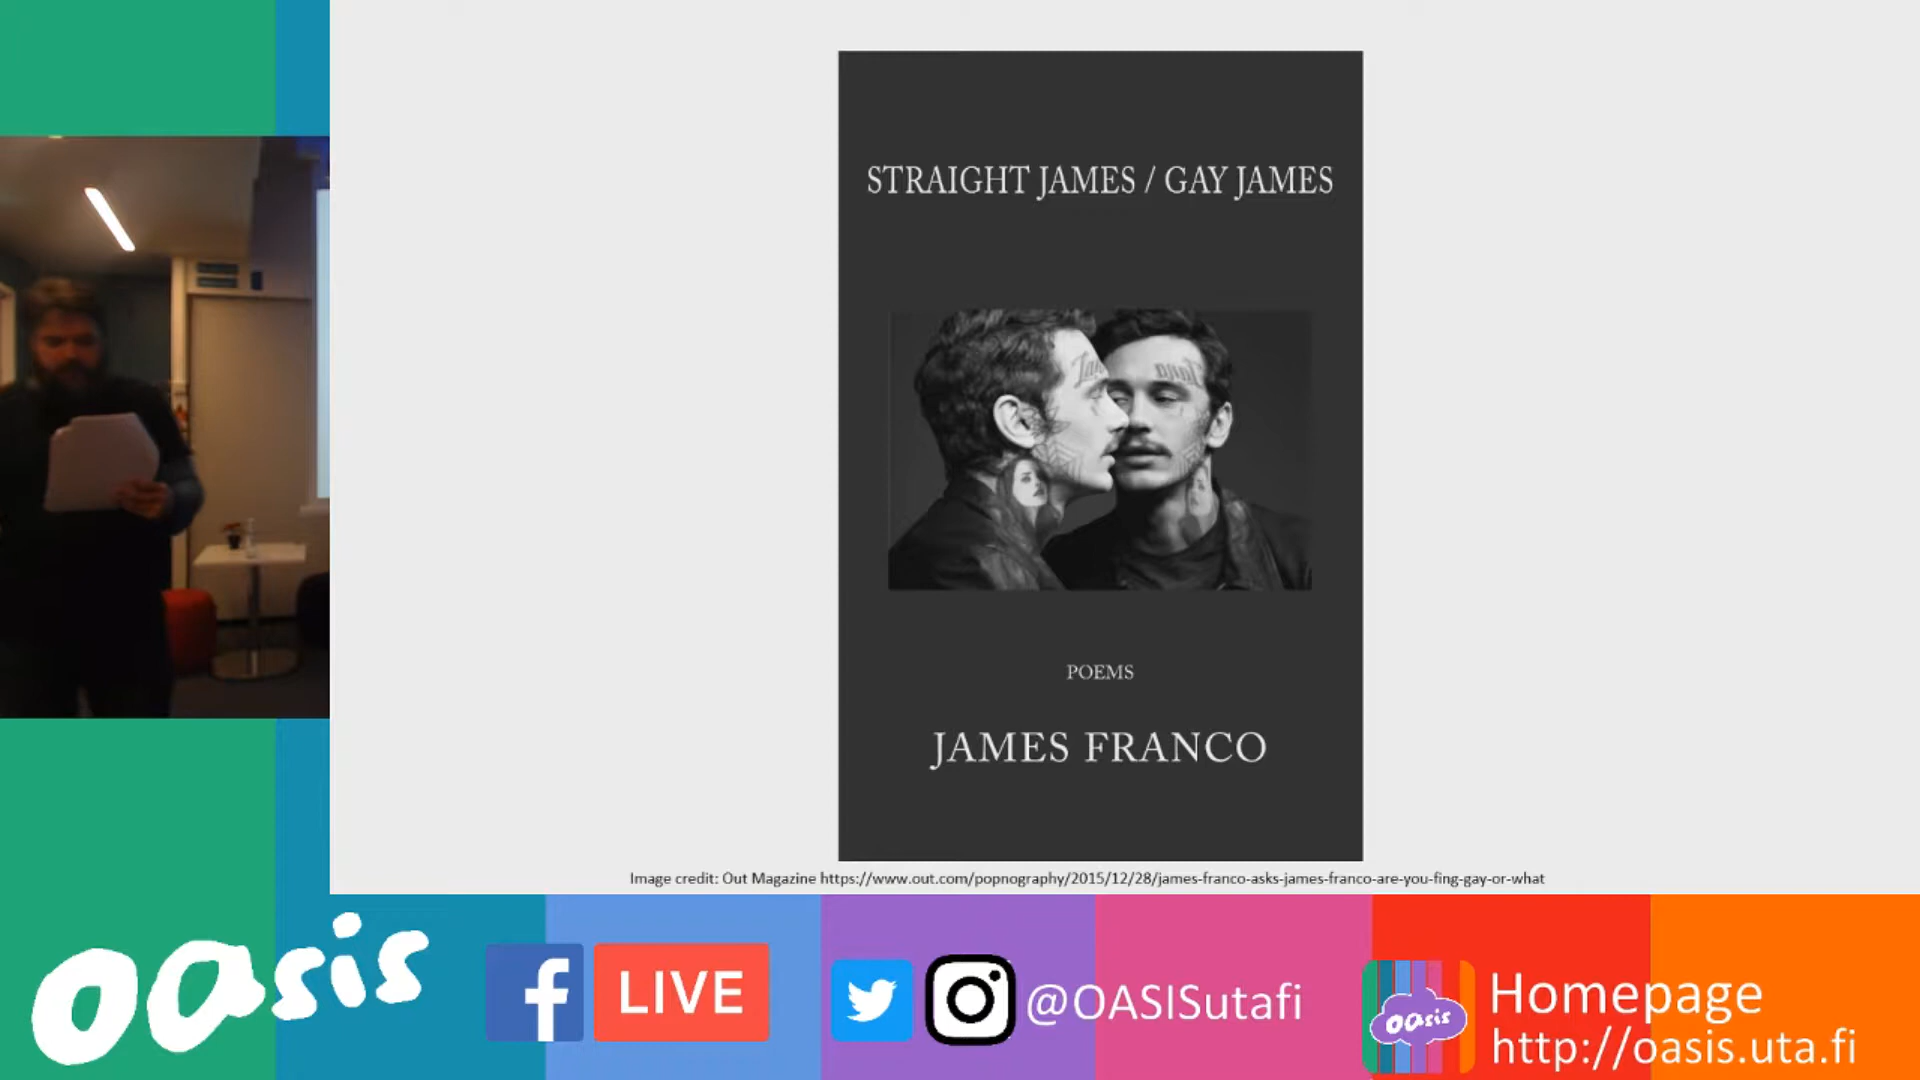 STRAIGHT JAMES / GAY JAMES
POEMS
JAMES FRANCO
Image credit: Out Magazine https://www.out.com/popnography/2015/12/28/james-franco-asks-james-franco-are-you-fing-gay-or-what
oasis
f LIVE
@OASISutafi
oasis
Homepage
http://oasis.uta.fi